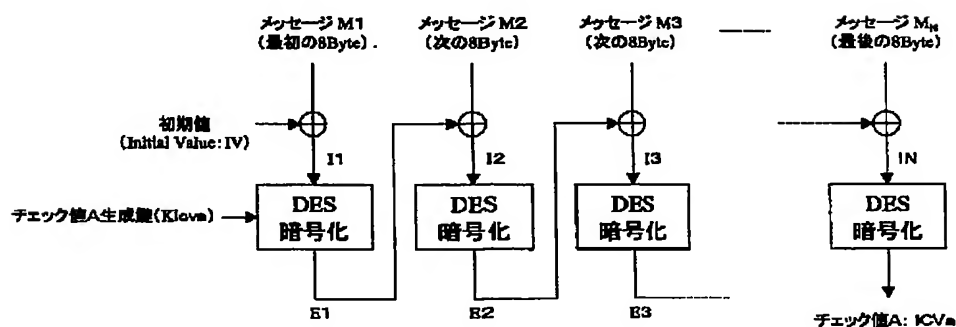 メッセージ M1
(最初の8Byte).
メッセージ M2
(次の8Byte)
メッセージ M3
(次の8Byte)
メッセージ MN
(最後の8Byte)
初期値
(Initial Value: IV)
I1
I2
I3
IN
チェック値A生成鍵(Kicva)
DES
暗号化
DES
暗号化
DES
暗号化
DES
暗号化
E1
E2
E3
チェック値A: ICVa